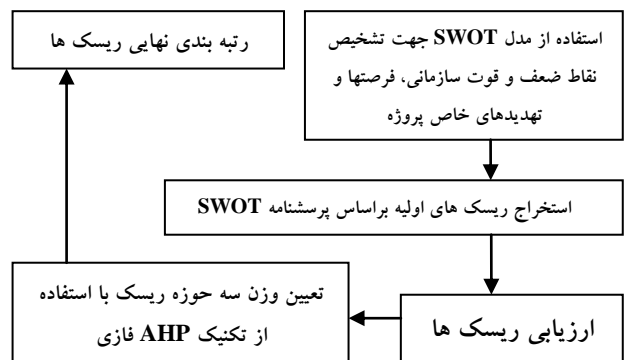 استفاده از مدل SWOT جهت تشخیص
نقاط ضعف و قوت سازمانی، فرصتها و
تهدیدهای خاص پروژه
استخراج ریسک های اولیه براساس پرسشنامه SWOT
ارزیابی ریسک ها
تعیین وزن سه حوزه ریسک با استفاده
از تکنیک AHP فازی
رتبه بندی نهایی ریسک ها